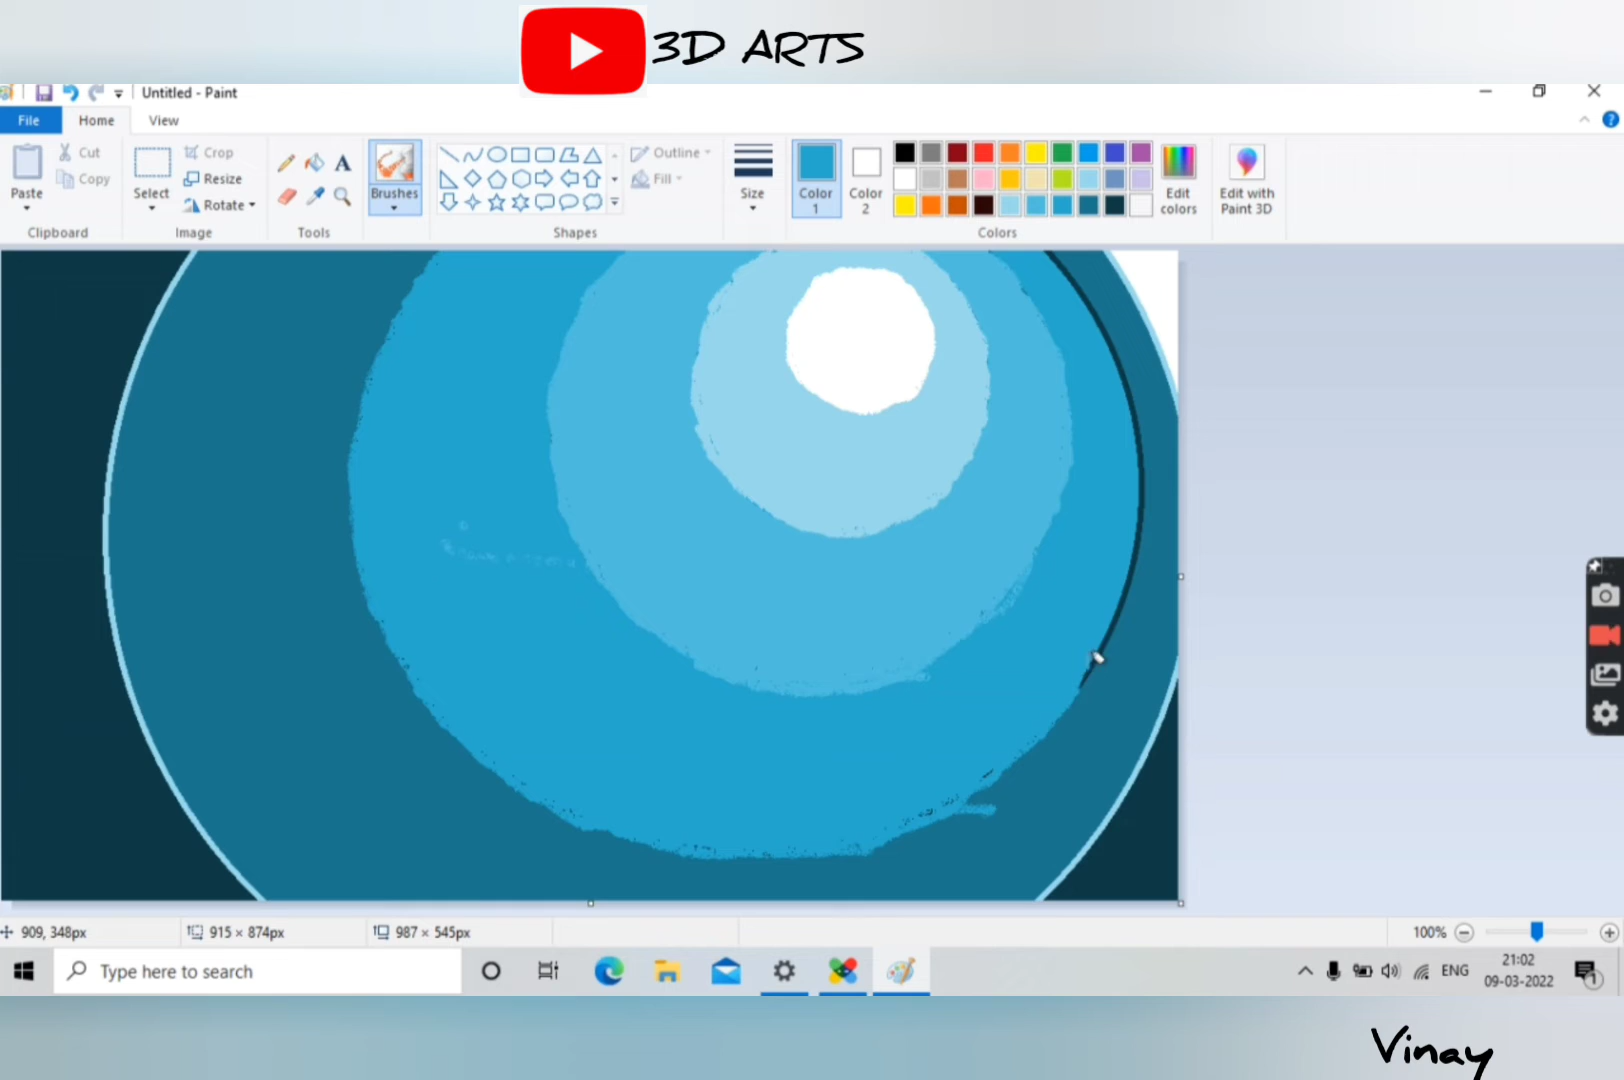 3D ARTS
Untitled - Paint
File Home View
Cut
Copy
Paste
Clipboard
Select
Crop
Resize
Rotate
Image
A
Tools
Brushes
Outline
Fill
Shapes
Size
Color 1
Color 2
Edit colors
Colors
Edit with Paint 3D
909, 348px 915 × 874px 987 × 545px 100%
Type here to search
ENG
21:02
09-03-2022
1
Vinay